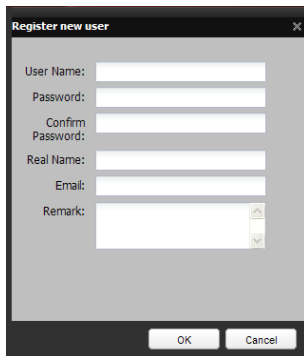 Register new user
User Name:
Password:
Confirm
Password:
Real Name:
Email:
Remark:
OK
Cancel